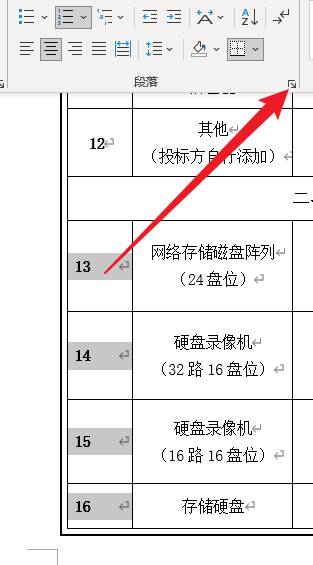 段落
12
其他
（投标方自行添加）
二、
13
网络存储磁盘阵列
（24 盘位）
14
硬盘录像机
（32 路 16 盘位）
15
硬盘录像机
（16 路 16 盘位）
16
存储硬盘